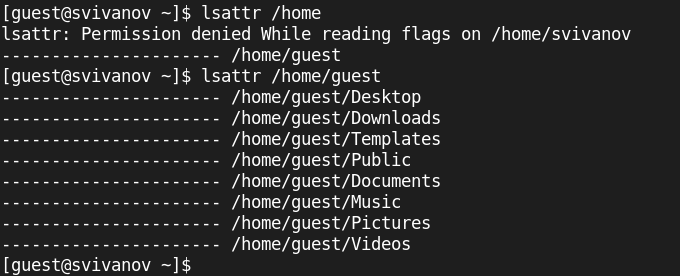 [guest@svivanov ~]$ lsattr /home
lsattr: Permission denied While reading flags on /home/svivanov
---------------------- /home/guest
[guest@svivanov ~]$ lsattr /home/guest
---------------------- /home/guest/Desktop
---------------------- /home/guest/Downloads
---------------------- /home/guest/Templates
---------------------- /home/guest/Public
---------------------- /home/guest/Documents
---------------------- /home/guest/Music
---------------------- /home/guest/Pictures
---------------------- /home/guest/Videos
[guest@svivanov ~]$